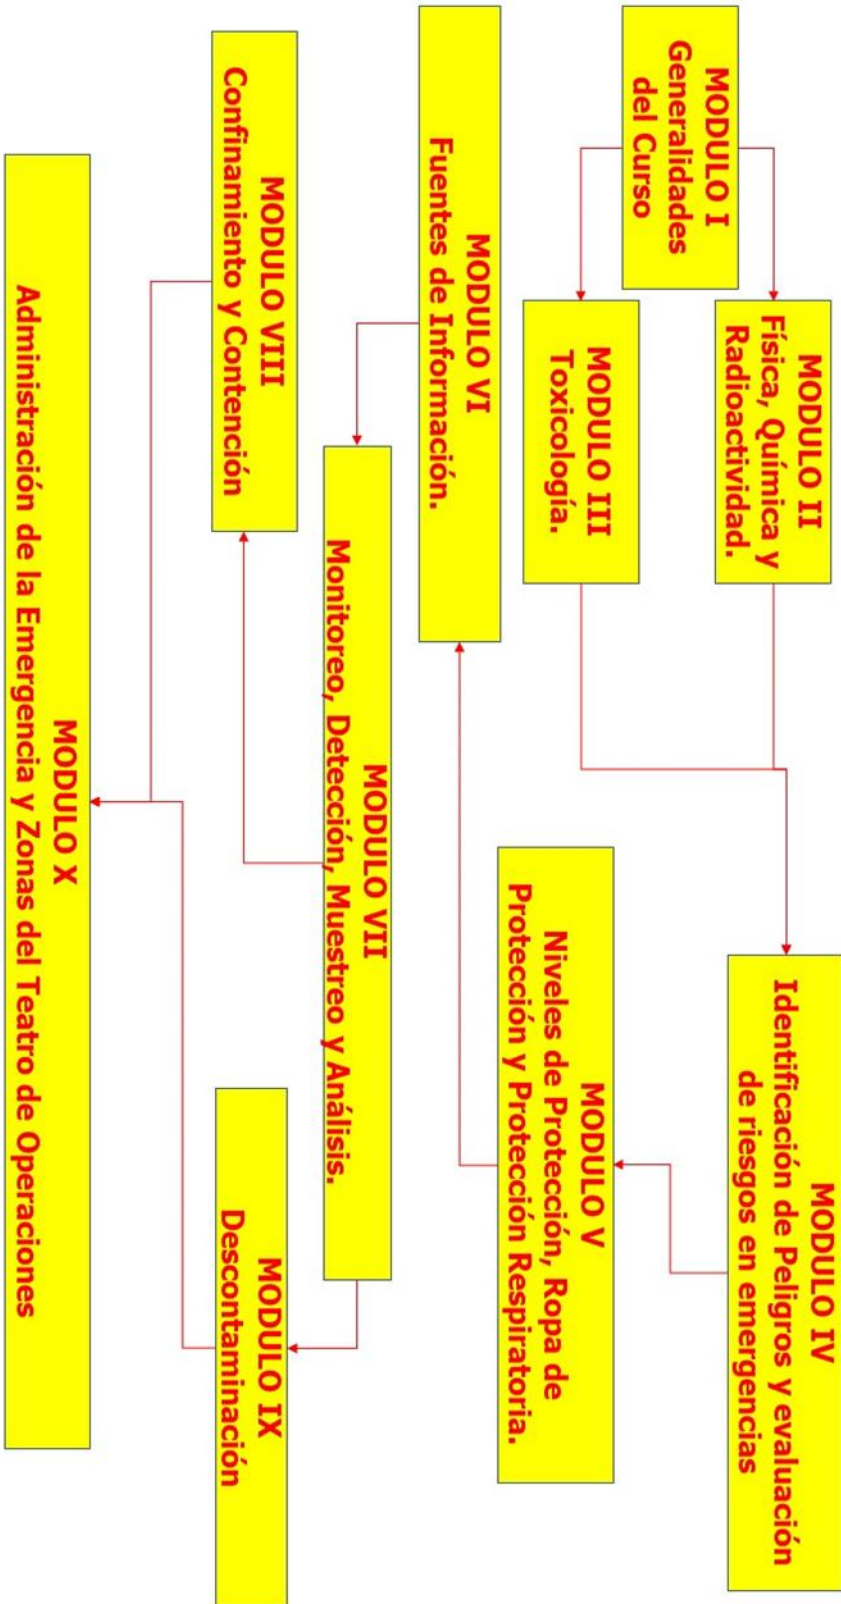 MODULO I
Generalidades
del Curso
MODULO II
Física, Química y
Radioactividad.
MODULO III
Toxicología.
MODULO IV
Identificación de Peligros y evaluación
de riesgos en emergencias
MODULO V
Niveles de Protección, Ropa de
Protección y Protección Respiratoria.
MODULO VI
Fuentes de Información.
MODULO VII
Monitoreo, Detección, Muestreo y Análisis.
MODULO VIII
Confinamiento y Contención
MODULO IX
Descontaminación
MODULO X
Administración de la Emergencia y Zonas del Teatro de Operaciones